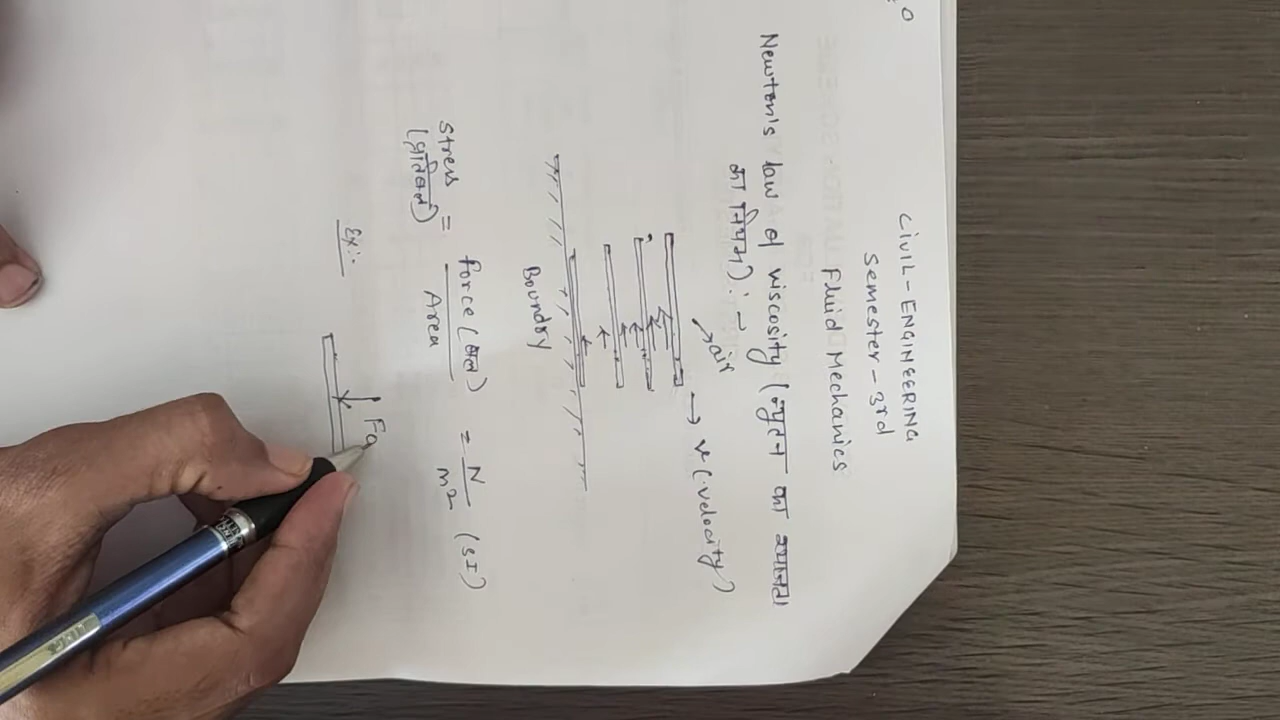 CIVIL-ENGINEERING
Semester - 3rd
Fluid Mechanics
Newton's law of viscosity (न्युटन का श्यानता
का नियम) : -
air
→ v (velocity)
Boundry
Stress = Force (बल) / Area = N / m2 (SI)
(प्रतिबल)
Ex:-
Fo